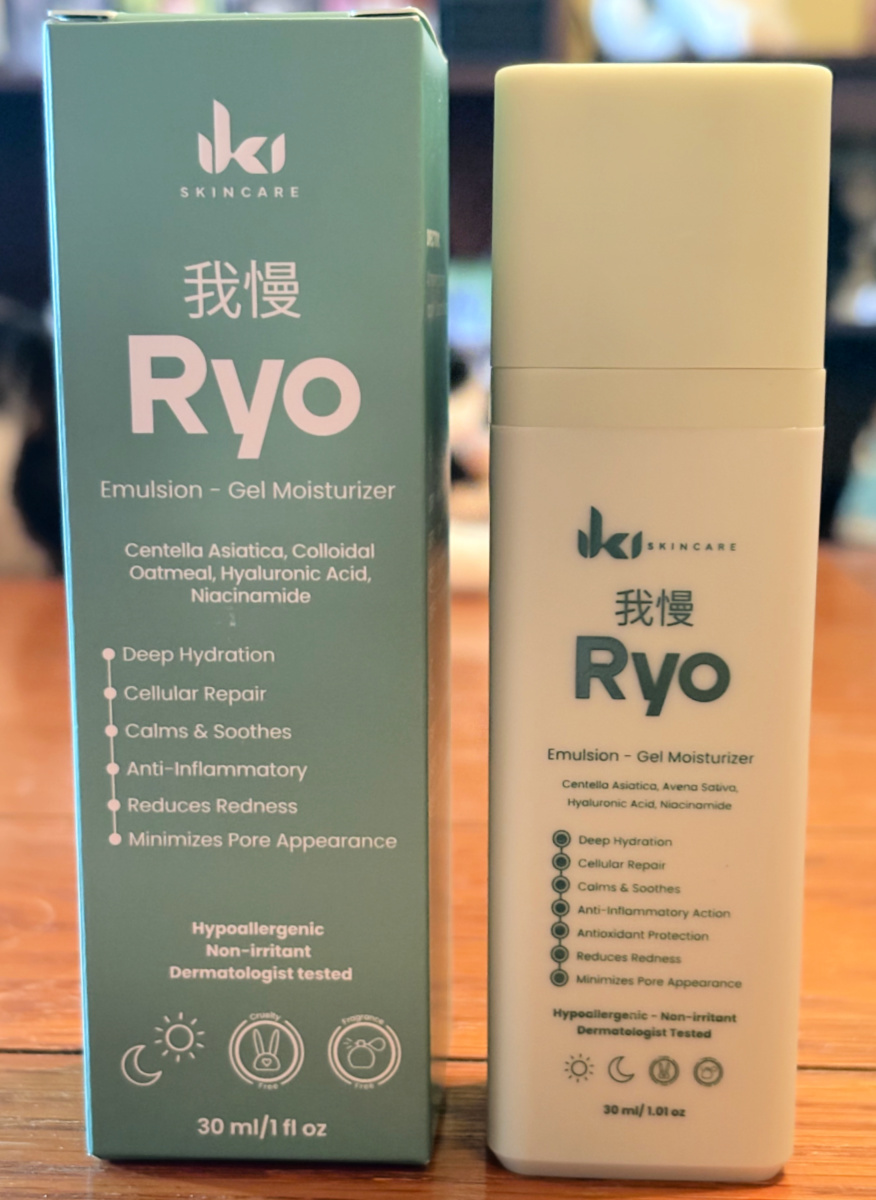 iki
SKINCARE
我慢
Ryo
Emulsion - Gel Moisturizer
Centella Asiatica, Colloidal
Oatmeal, Hyaluronic Acid,
Niacinamide
Deep Hydration
Cellular Repair
Calms & Soothes
Anti-Inflammatory
Reduces Redness
Minimizes Pore Appearance
Hypoallergenic
Non-irritant
Dermatologist tested
Cruelty
Free
Fragrance
Free
30 ml/1 fl oz
iki SKINCARE
我慢
Ryo
Emulsion - Gel Moisturizer
Centella Asiatica, Avena Sativa,
Hyaluronic Acid, Niacinamide
Deep Hydration
Cellular Repair
Calms & Soothes
Anti-Inflammatory Action
Antioxidant Protection
Reduces Redness
Minimizes Pore Appearance
Hypoallergenic - Non-irritant
Dermatologist Tested
30 ml/ 1.01 oz